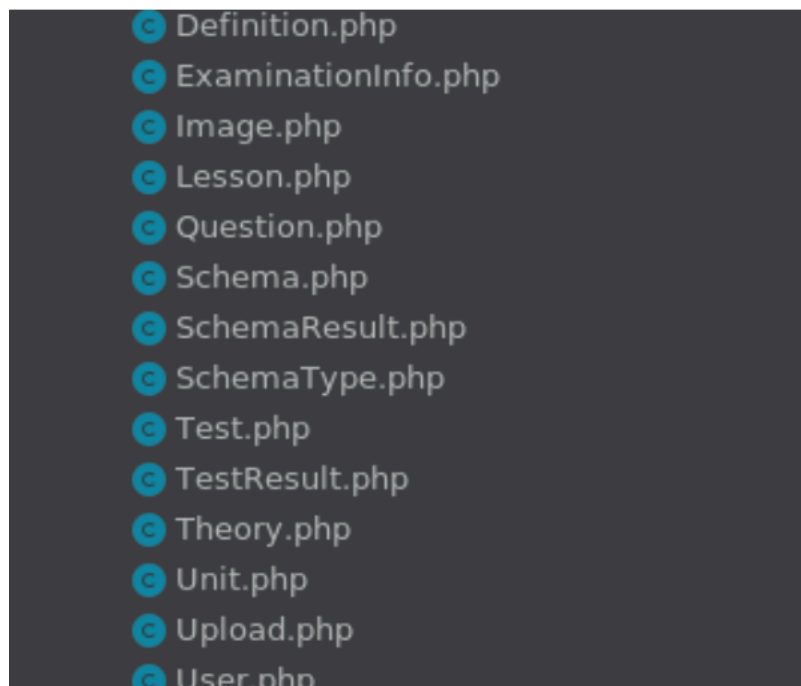 Definition.php
ExaminationInfo.php
Image.php
Lesson.php
Question.php
Schema.php
SchemaResult.php
SchemaType.php
Test.php
TestResult.php
Theory.php
Unit.php
Upload.php
User.php